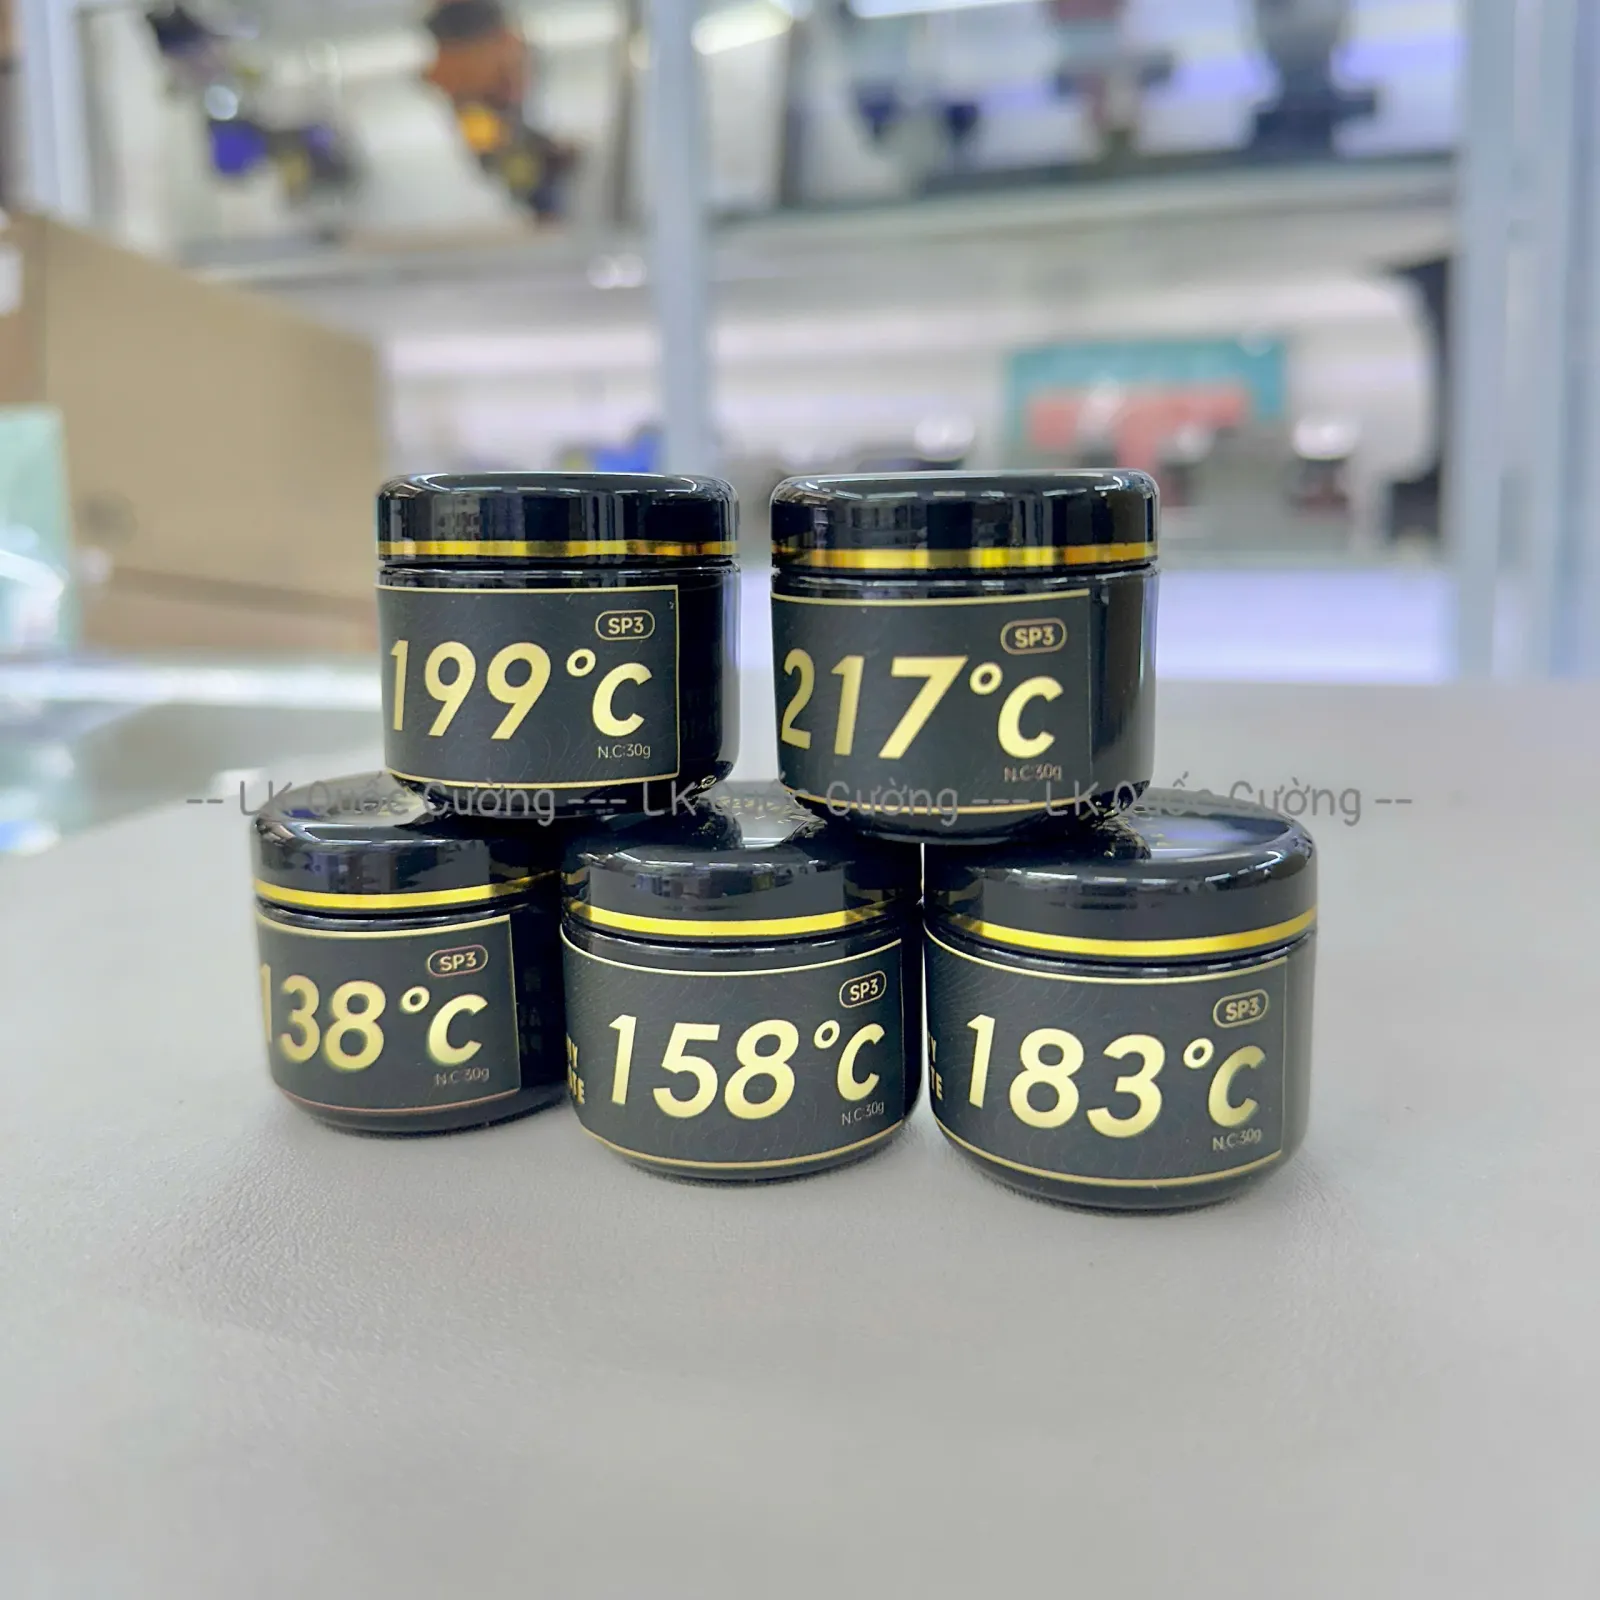 SP3
199°C
N.C:30g
SP3
217°C
N.C:30g
-- LK Quốc Cường --- LK Quốc Cường --- LK Quốc Cường --
SP3
138°C
N.C:30g
SP3
158°C
N.C:30g
SP3
183°C
N.C:30g